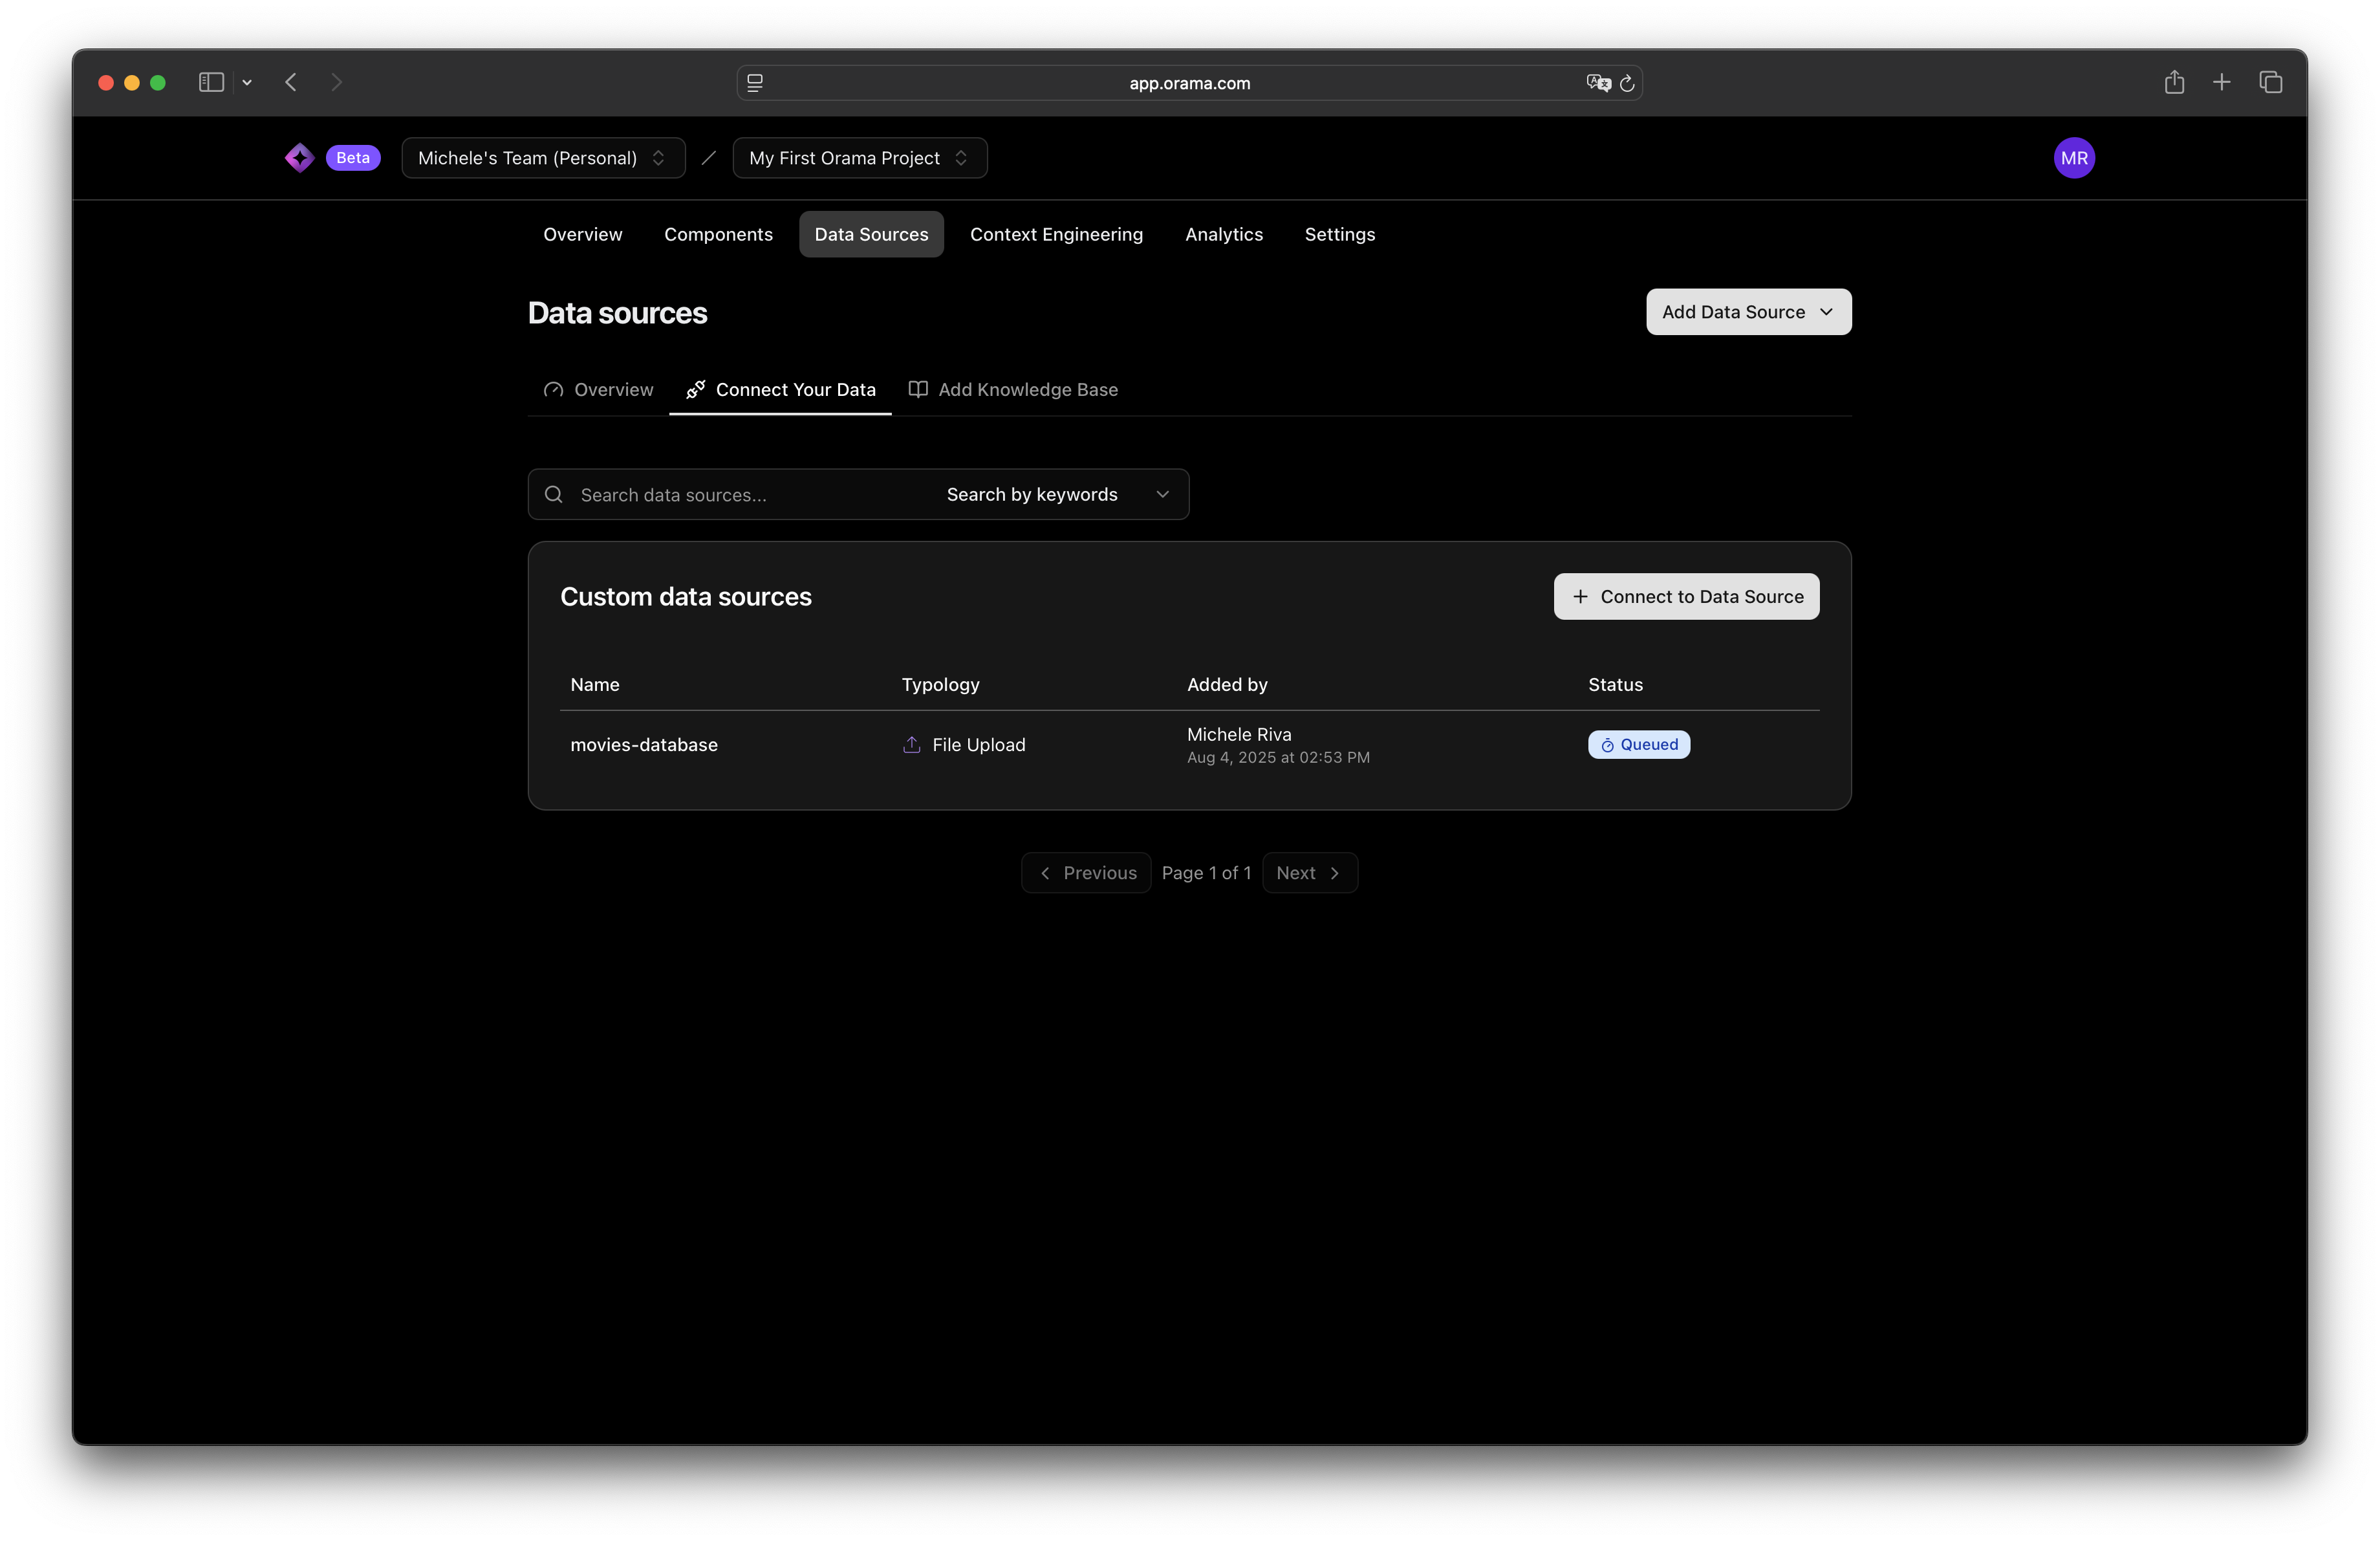 app.orama.com
Beta
Michele's Team (Personal)
My First Orama Project
MR
Overview
Components
Data Sources
Context Engineering
Analytics
Settings
Data sources
Add Data Source
Overview
Connect Your Data
Add Knowledge Base
Search data sources...
Search by keywords
Custom data sources
Connect to Data Source
Name
Typology
Added by
Status
movies-database
File Upload
Michele Riva
Aug 4, 2025 at 02:53 PM
Queued
Previous
Page 1 of 1
Next